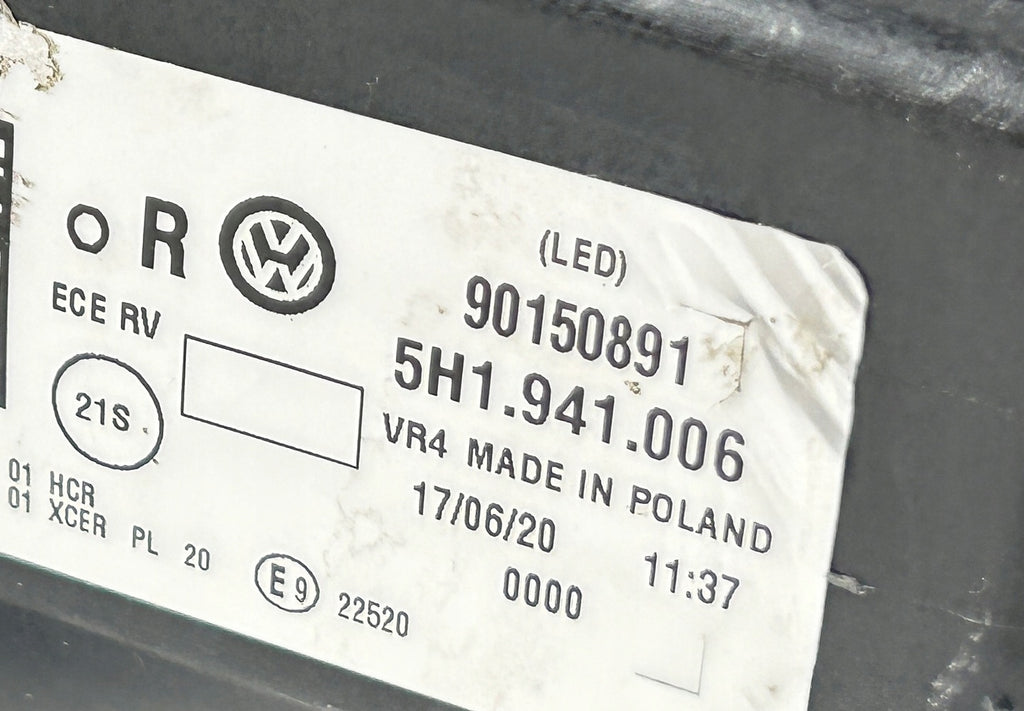 o R
(LED)
90150891
5H1.941.006
ECE RV
21S
VR4 MADE IN POLAND
17/06/20 11:37
0000
01 HCR
01 XCER PL 20
E9 22520